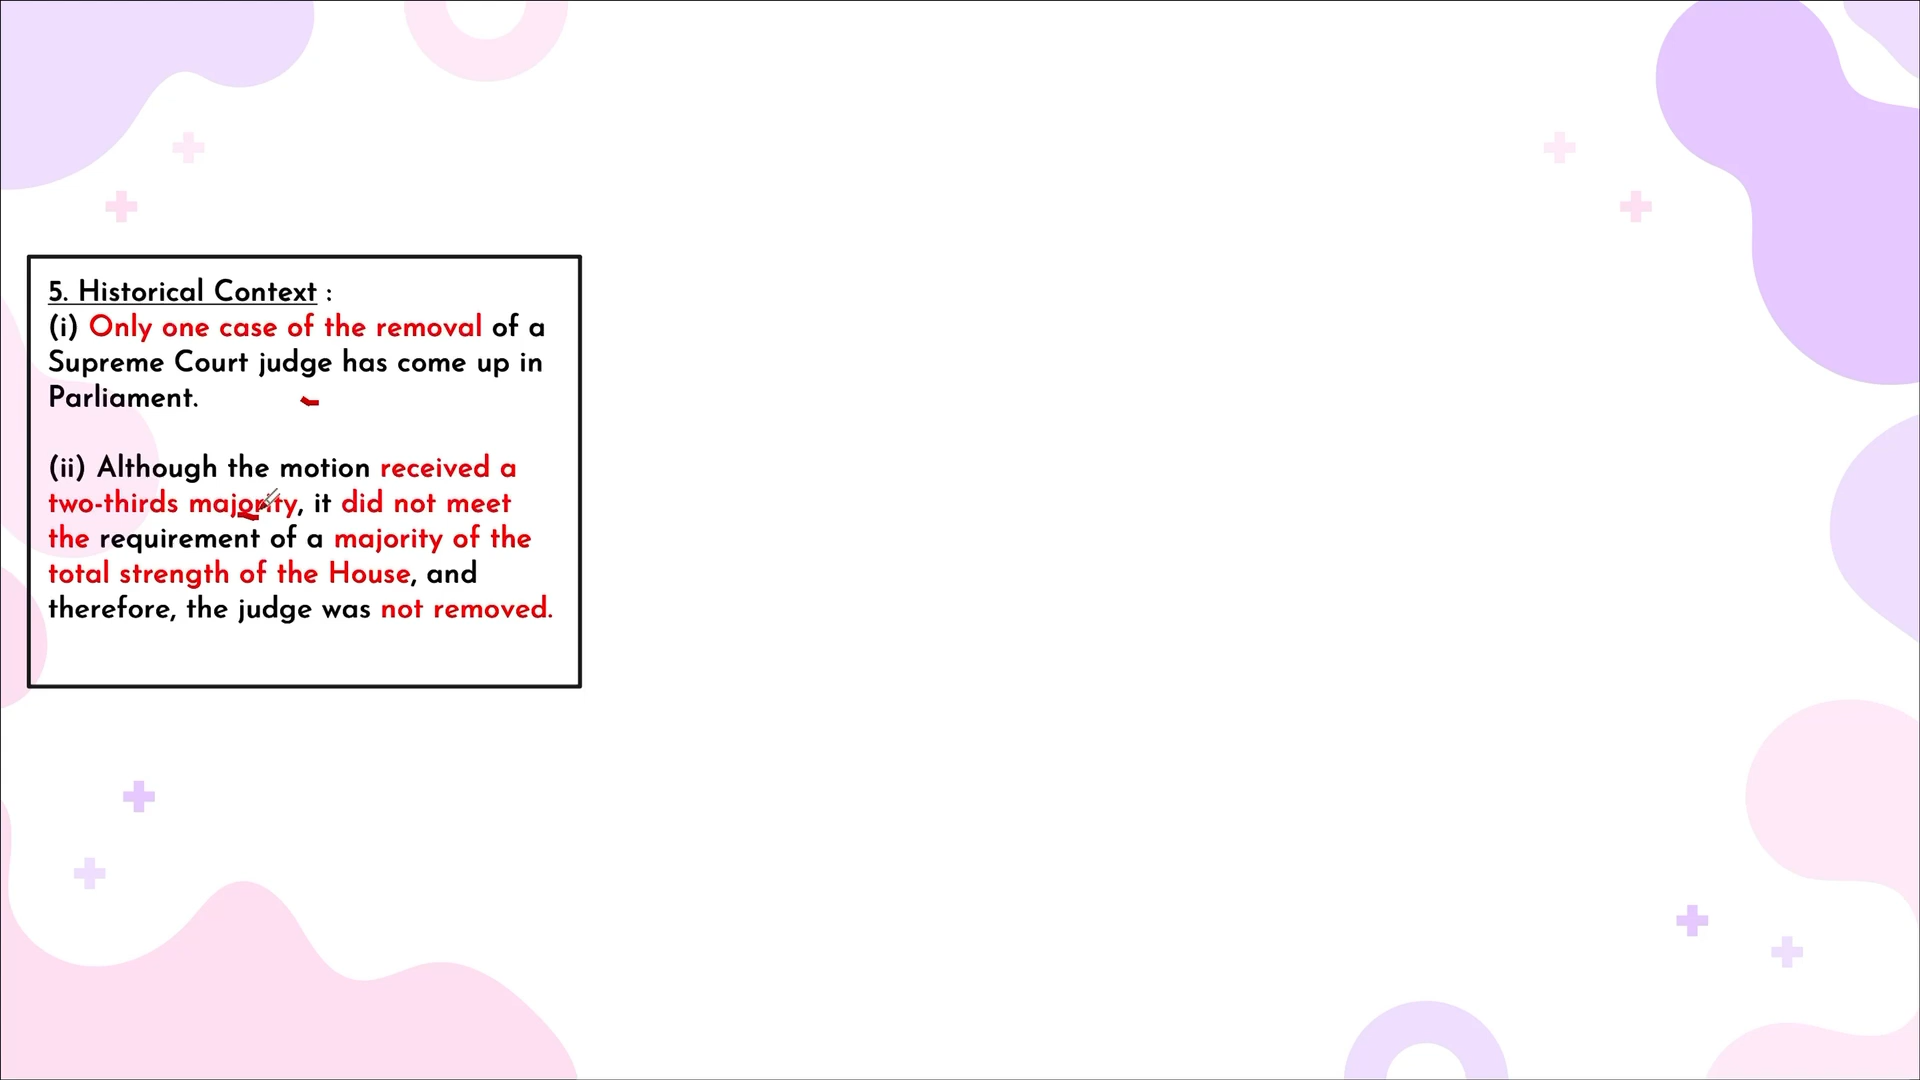 5. Historical Context :
(i) Only one case of the removal of a
Supreme Court judge has come up in
Parliament.
(ii) Although the motion received a
two-thirds majority, it did not meet
the requirement of a majority of the
total strength of the House, and
therefore, the judge was not removed.